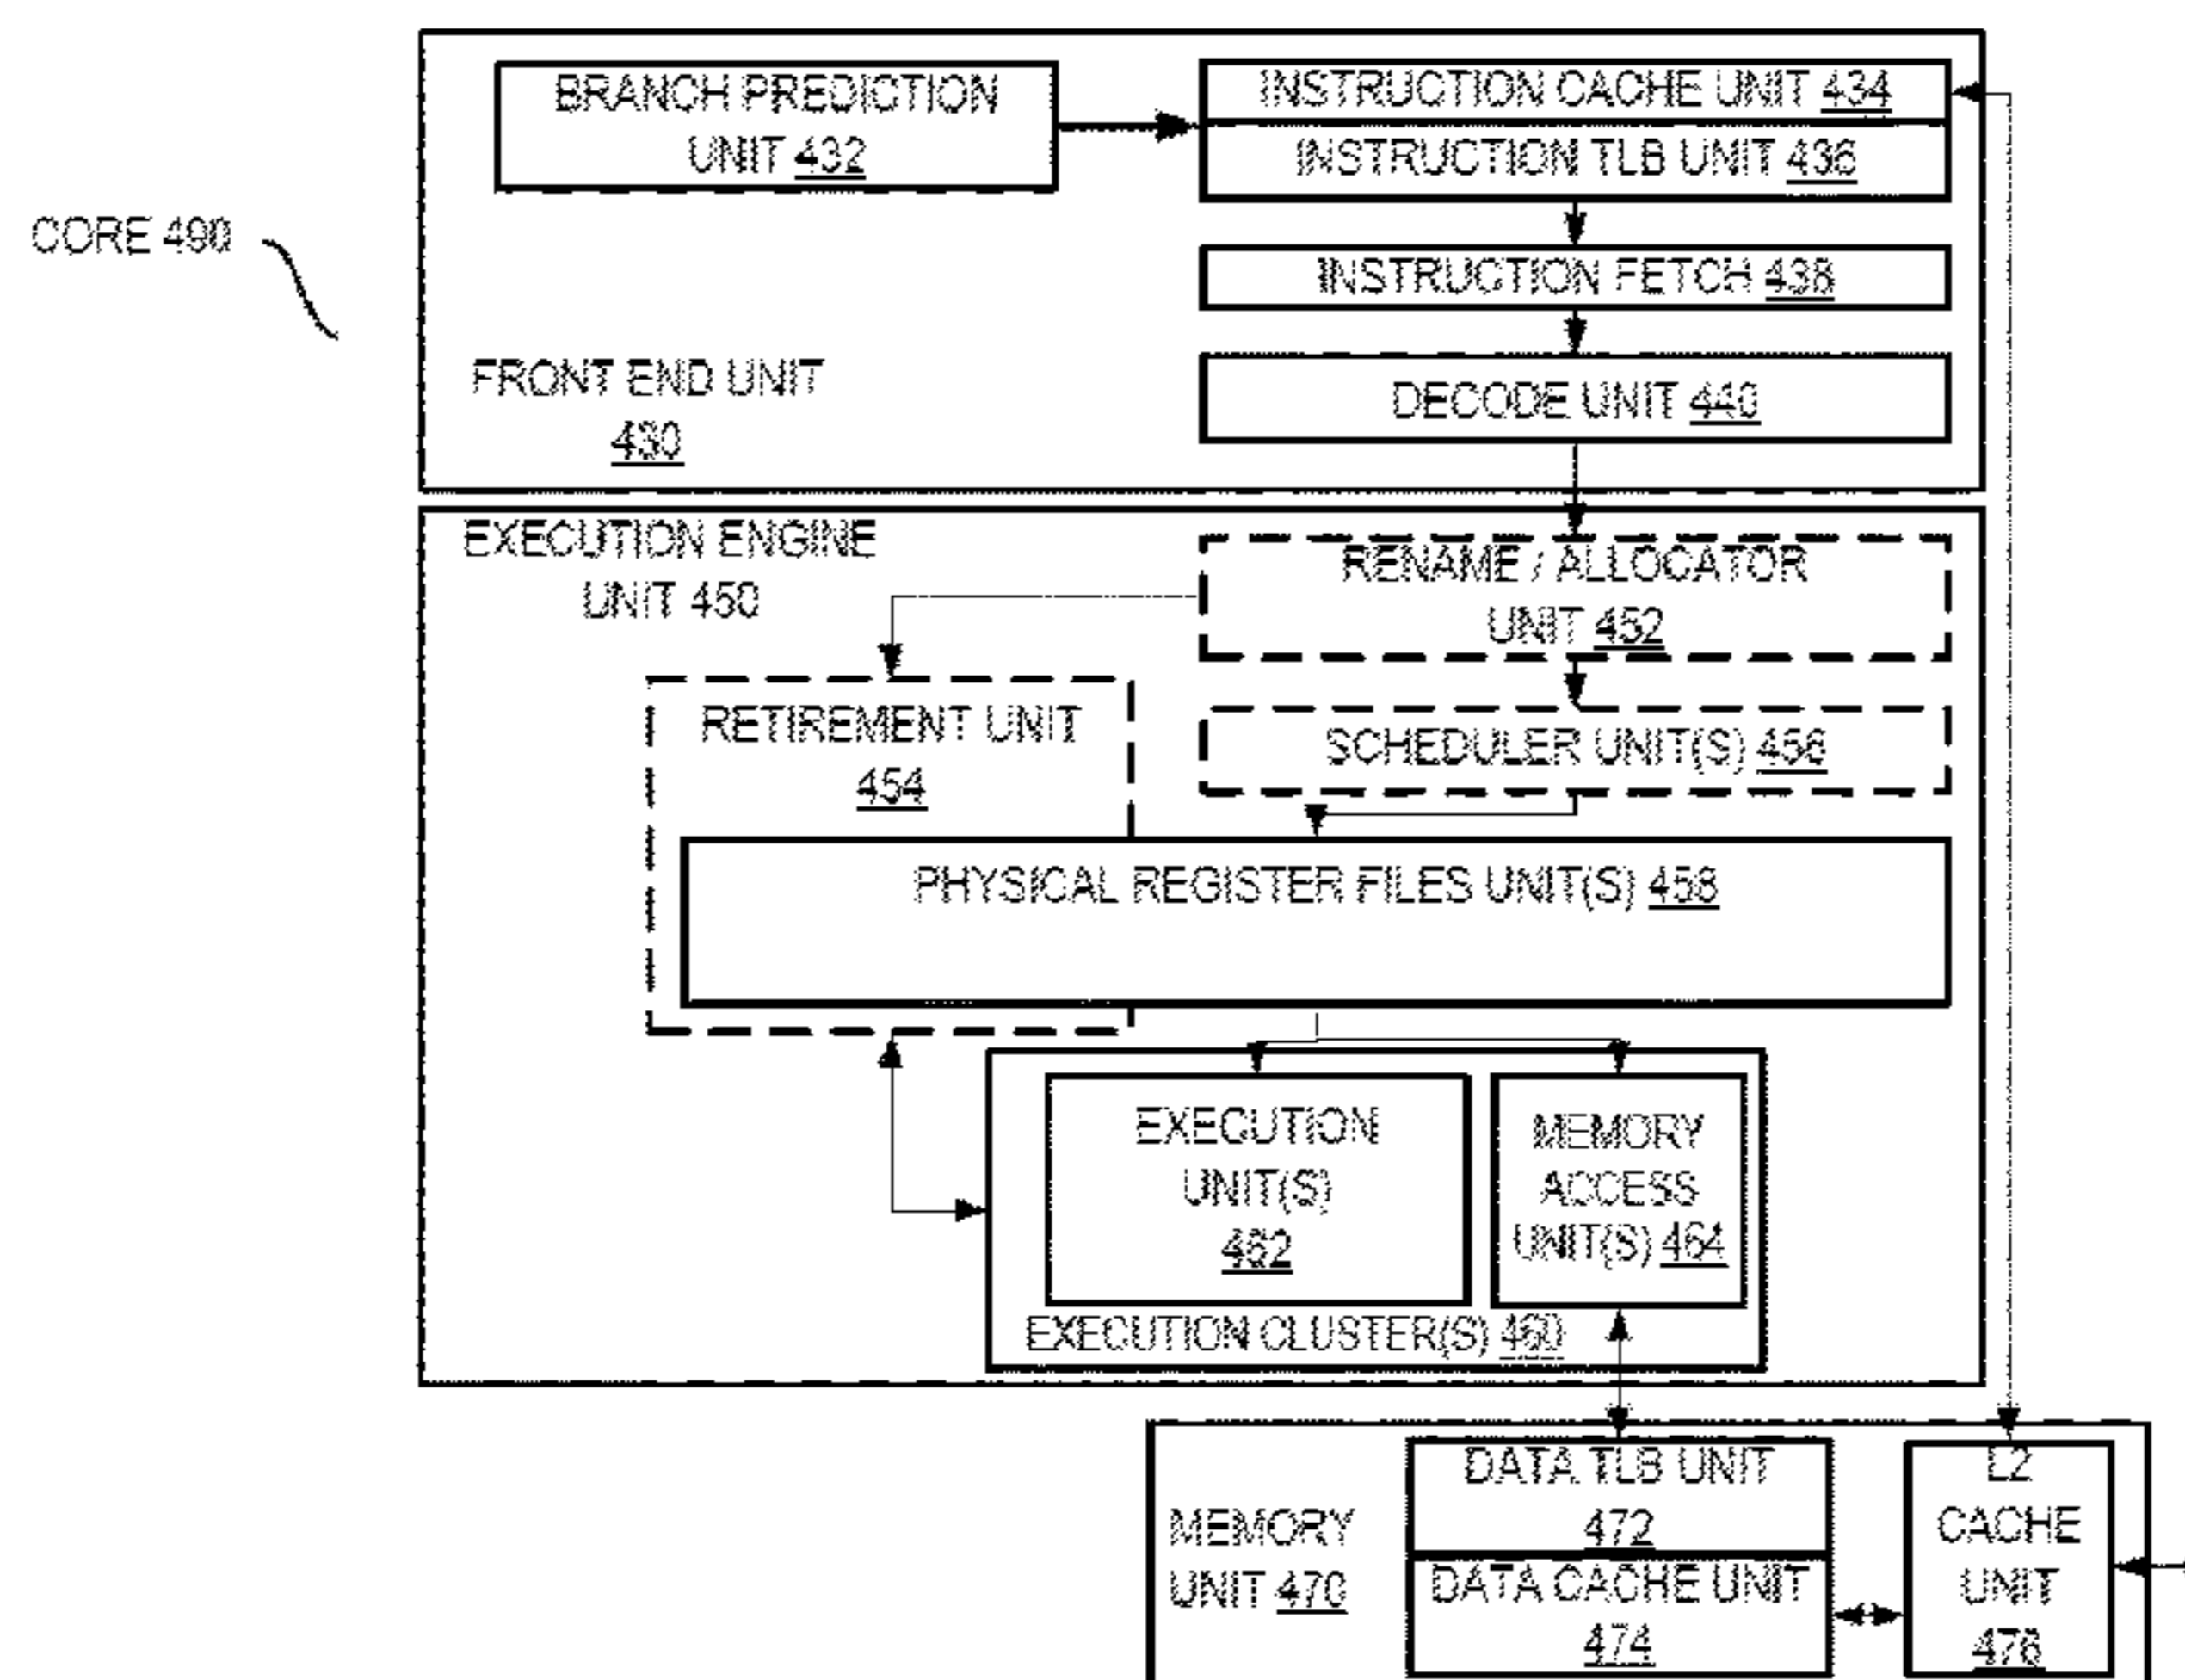 BRANCH PREDICTION
UNIT 432
INSTRUCTION CACHE UNIT 434
INSTRUCTION TLB UNIT 436
CORE 490
INSTRUCTION FETCH 438
FRONT END UNIT
430
DECODE UNIT 440
EXECUTION ENGINE
UNIT 450
RENAME / ALLOCATOR
UNIT 452
RETIREMENT UNIT
454
SCHEDULER UNIT(S) 456
PHYSICAL REGISTER FILES UNIT(S) 458
EXECUTION
UNIT(S)
462
MEMORY
ACCESS
UNIT(S) 464
EXECUTION CLUSTER(S) 460
MEMORY
UNIT 470
DATA TLB UNIT
472
DATA CACHE UNIT
474
L2
CACHE
UNIT
476